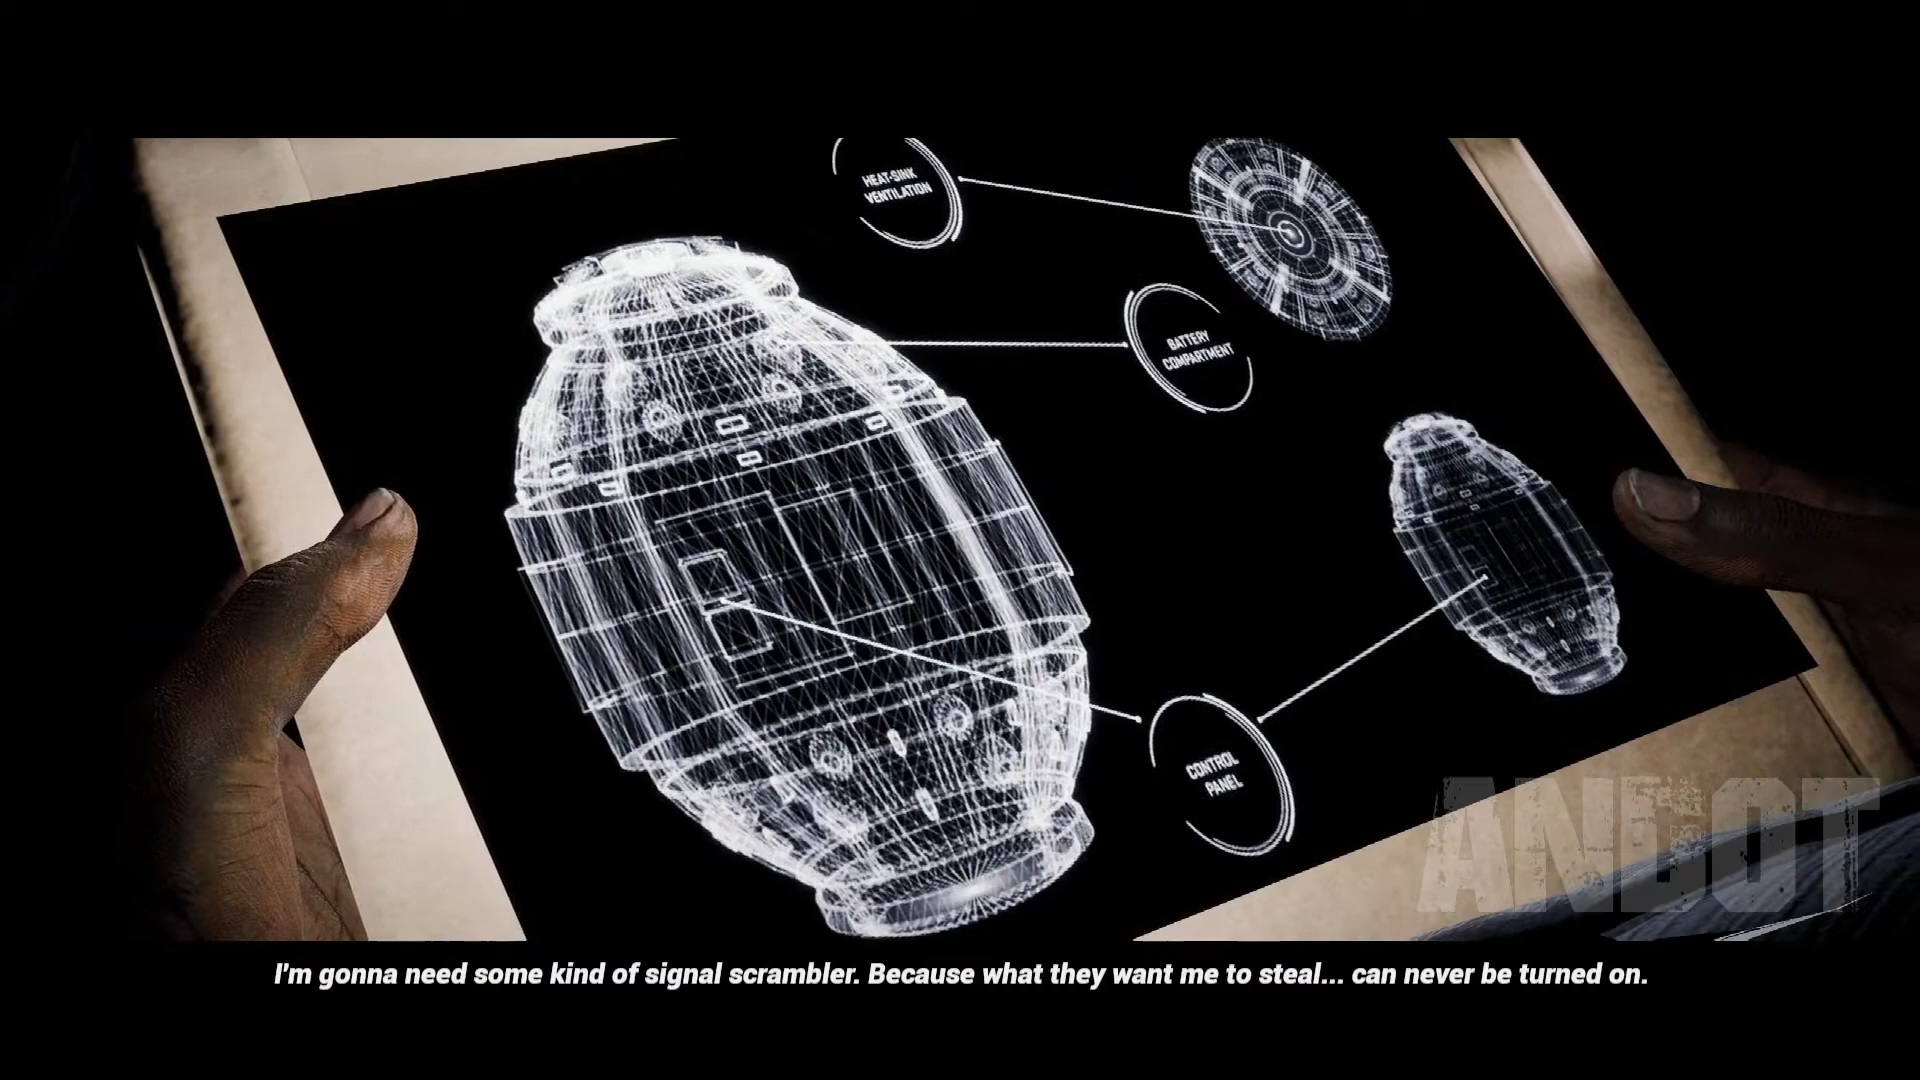 HEAT-SINK
VENTILATION
BATTERY
COMPARTMENT
CONTROL
PANEL
ANGOT
I'm gonna need some kind of signal scrambler. Because what they want me to steal... can never be turned on.